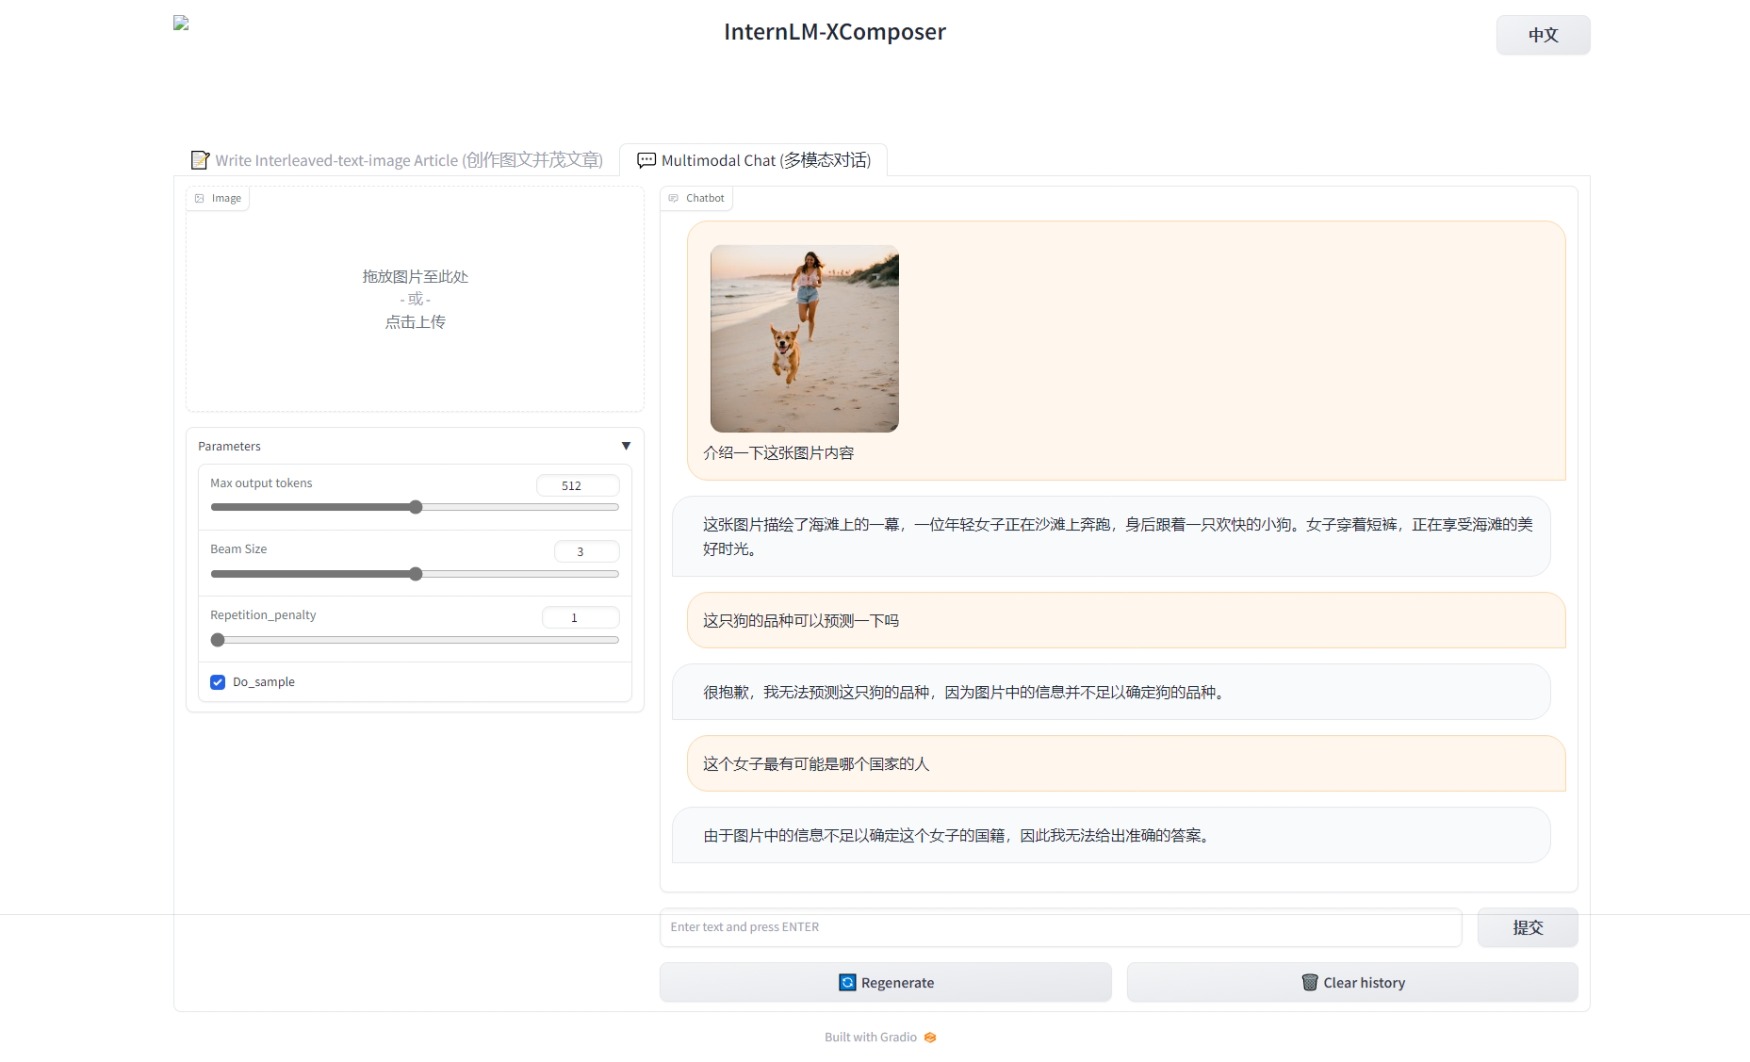 InternLM-XComposer
中文
Write Interleaved-text-image Article (创作图文并茂文章)
Multimodal Chat (多模态对话)
Image
拖放图片至此处
- 或 -
点击上传
Parameters
Max output tokens
512
Beam Size
3
Repetition_penalty
1
Do_sample
Chatbot
介绍一下这张图片内容
这张图片描绘了海滩上的一幕，一位年轻女子正在沙滩上奔跑，身后跟着一只欢快的小狗。女子穿着短裤，正在享受海滩的美
好时光。
这只狗的品种可以预测一下吗
很抱歉，我无法预测这只狗的品种，因为图片中的信息并不足以确定狗的品种。
这个女子最有可能是哪个国家的人
由于图片中的信息不足以确定这个女子的国籍，因此我无法给出准确的答案。
Enter text and press ENTER
提交
Regenerate
Clear history
Built with Gradio